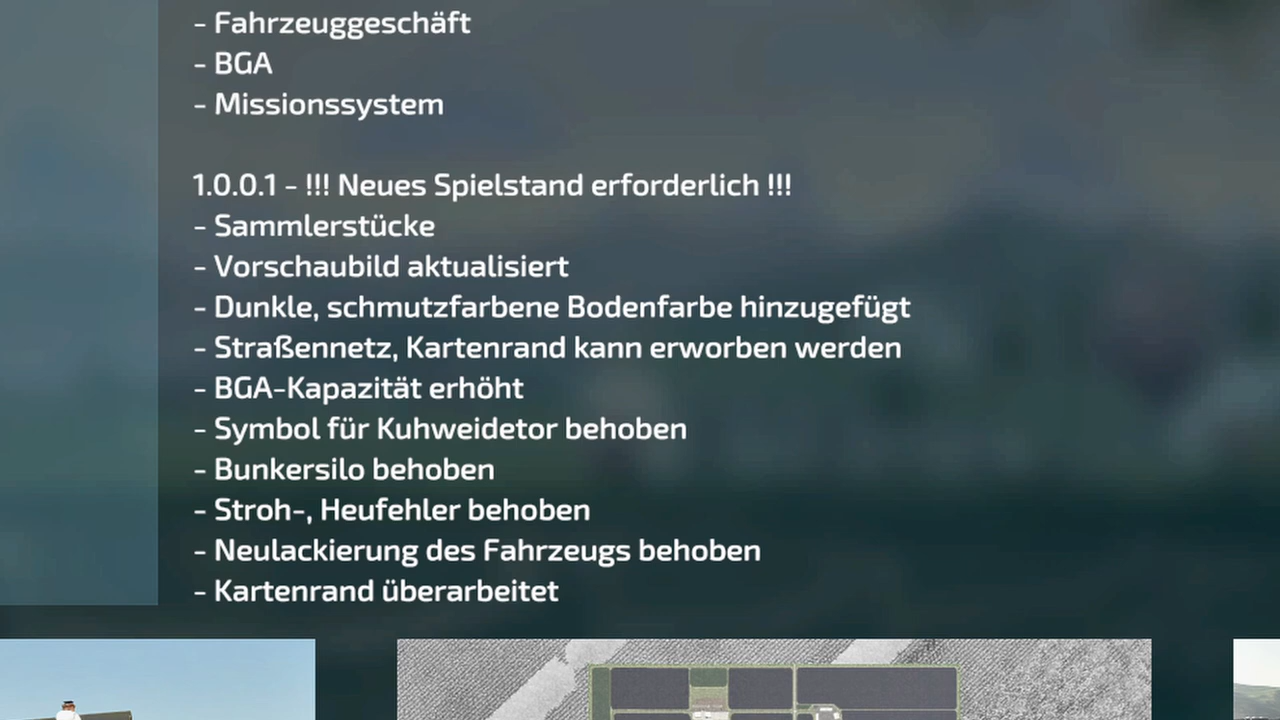 - Fahrzeuggeschäft
- BGA
- Missionssystem
1.0.0.1 - !!! Neues Spielstand erforderlich !!!
- Sammlerstücke
- Vorschaubild aktualisiert
- Dunkle, schmutzfarbene Bodenfarbe hinzugefügt
- Straßennetz, Kartenrand kann erworben werden
- BGA-Kapazität erhöht
- Symbol für Kuhweidetor behoben
- Bunkersilo behoben
- Stroh-, Heufehler behoben
- Neulackierung des Fahrzeugs behoben
- Kartenrand überarbeitet